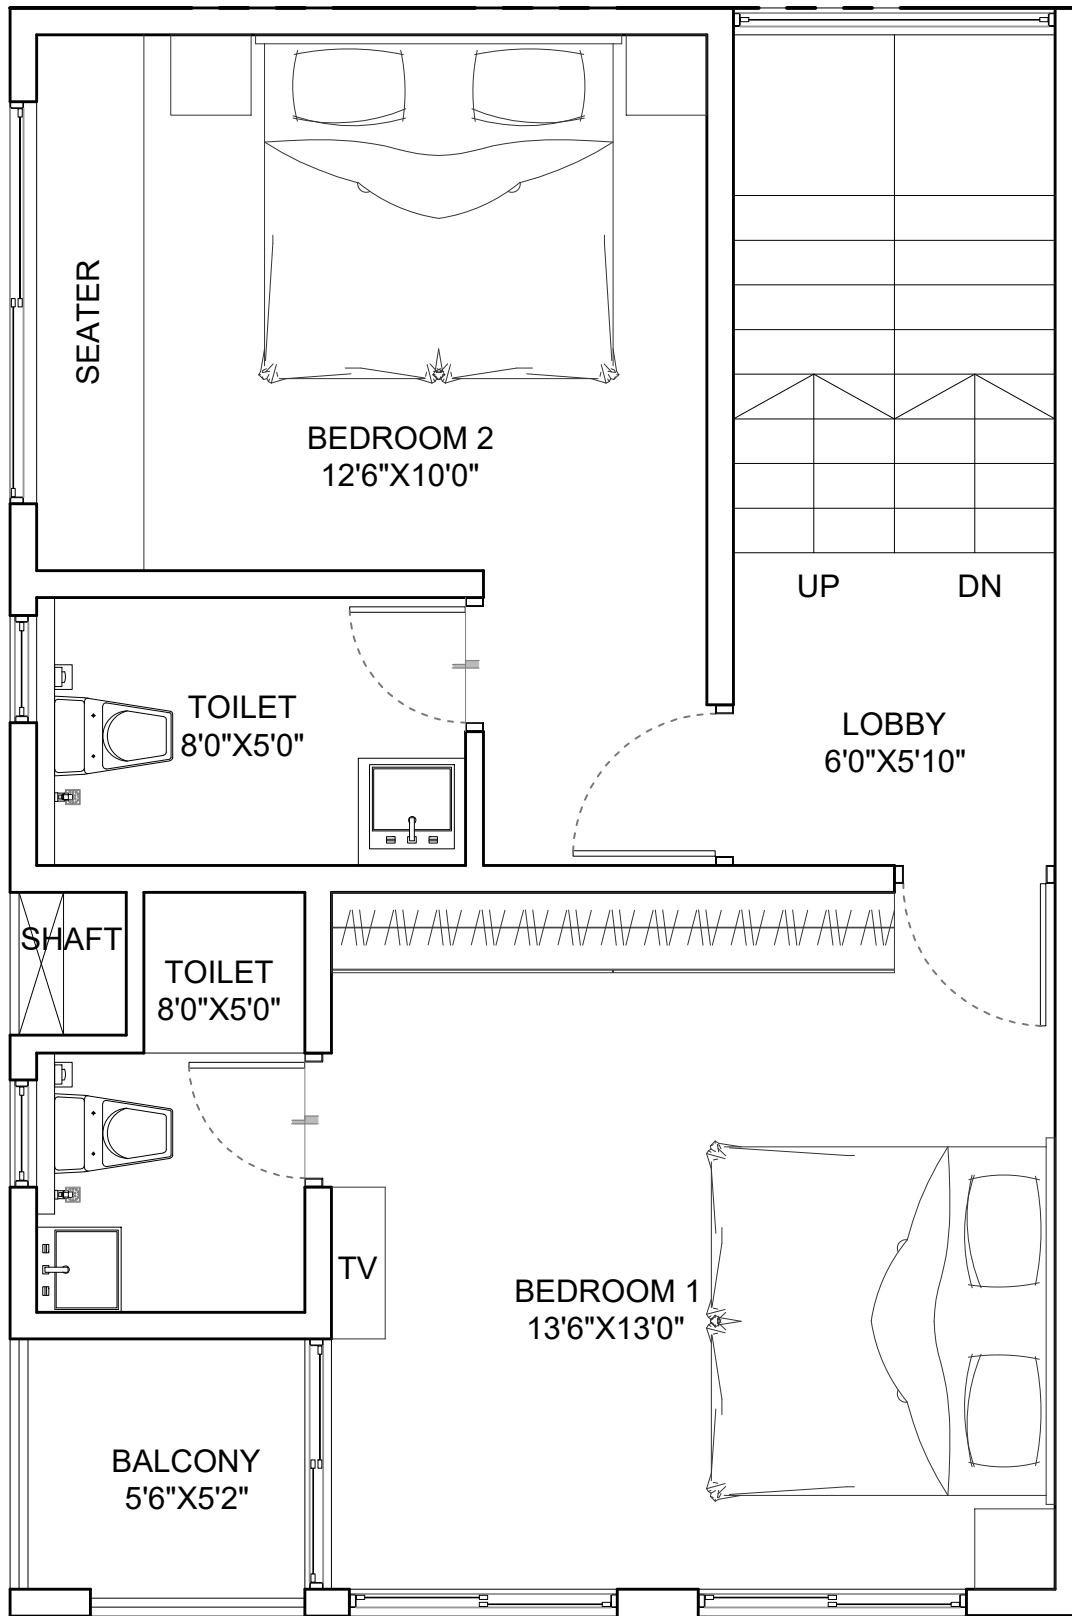 SEATER
BEDROOM 2
12'6"X10'0"
UP
DN
TOILET
8'0"X5'0"
LOBBY
6'0"X5'10"
SHAFT
TOILET
8'0"X5'0"
TV
BEDROOM 1
13'6"X13'0"
BALCONY
5'6"X5'2"